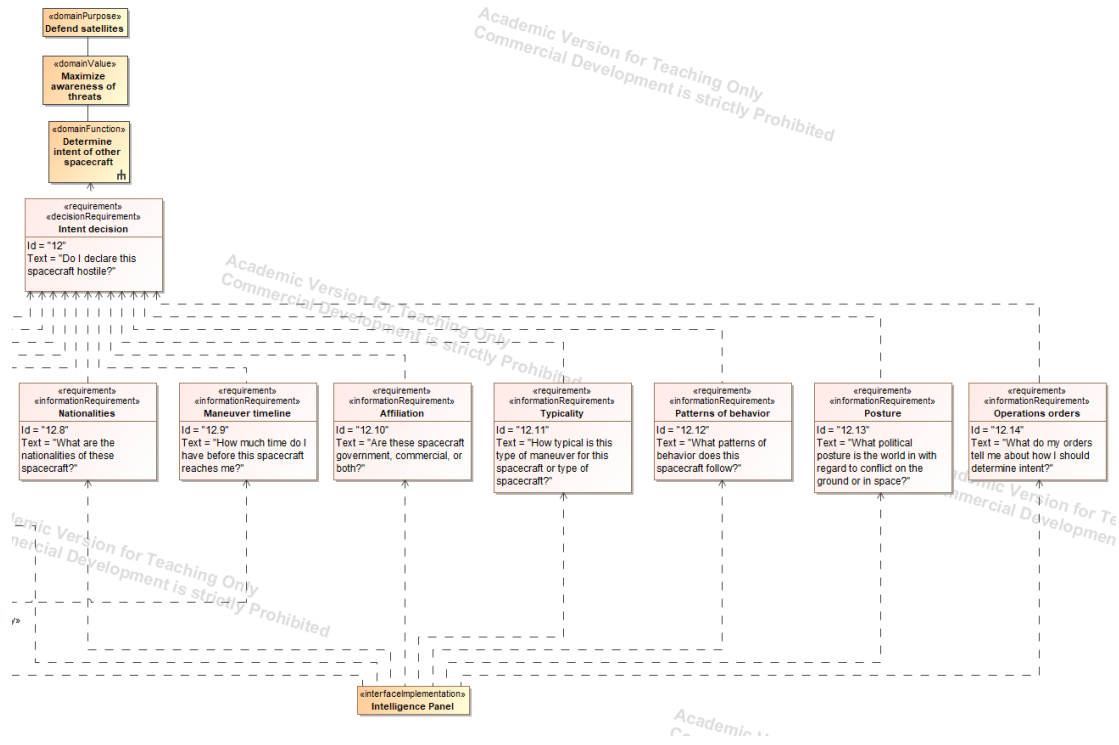 «domainPurpose»
Defend satellites
Academic Version for Teaching Only
Commercial Development is strictly Prohibited
«domainValue»
Maximize
awareness of
threats
«domainFunction»
Determine
intent of other
spacecraft
«requirement»
«decisionRequirement»
Intent decision
Id = "12"
Text = "Do I declare this
spacecraft hostile?"
Academic Version for Teaching Only
Commercial Development is strictly Prohibited
«requirement»
«informationRequirement»
Nationalities
Id = "12.8"
Text = "What are the
nationalities of these
spacecraft?"
«requirement»
«informationRequirement»
Maneuver timeline
Id = "12.9"
Text = "How much time do I
have before this spacecraft
reaches me?"
«requirement»
«informationRequirement»
Affiliation
Id = "12.10"
Text = "Are these spacecraft
government, commercial, or
both?"
«requirement»
«informationRequirement»
Typicality
Id = "12.11"
Text = "How typical is this
type of maneuver for this
spacecraft or type of
spacecraft?"
«requirement»
«informationRequirement»
Patterns of behavior
Id = "12.12"
Text = "What patterns of
behavior does this
spacecraft follow?"
«requirement»
«informationRequirement»
Posture
Id = "12.13"
Text = "What political
posture is the world in with
regard to conflict on the
ground or in space?"
«requirement»
«informationRequirement»
Operations orders
Id = "12.14"
Text = "What do my orders
tell me about how I should
determine intent?"
Version for Te
mmercial Developmen
demic Version for Teaching Only
mercial Development is strictly Prohibited
«interfaceImplementation»
Intelligence Panel
Academic V